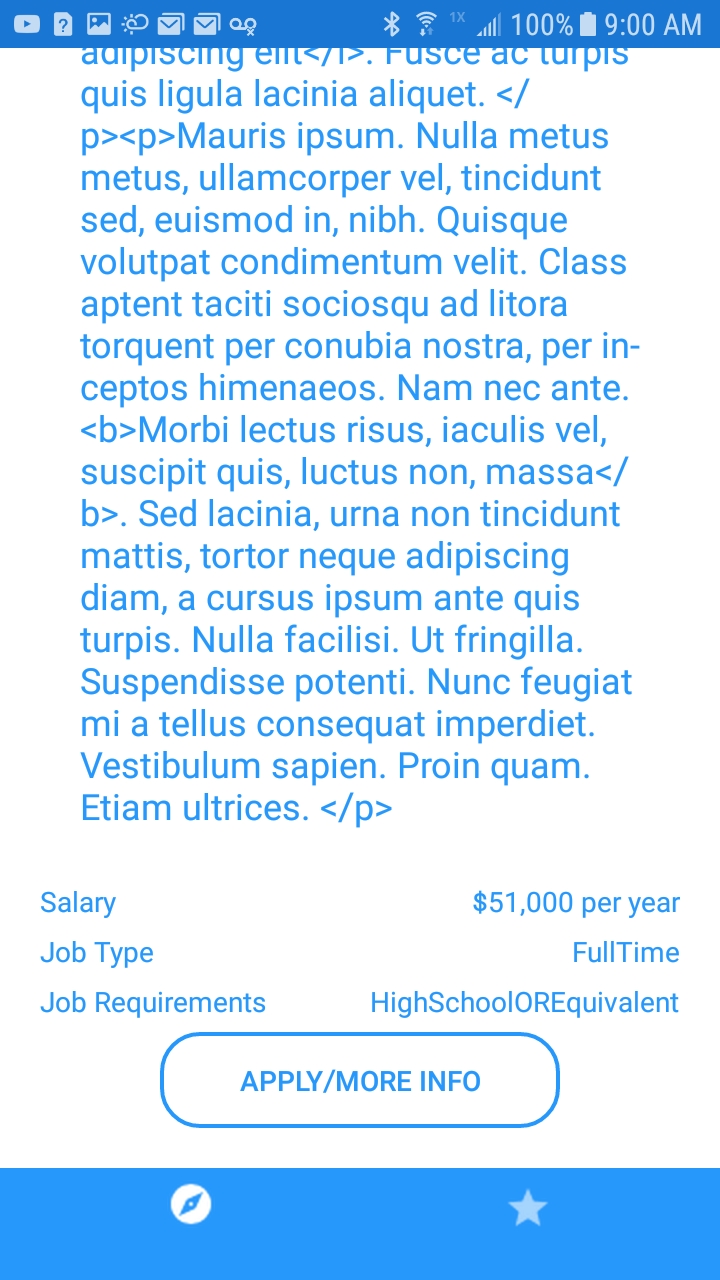 1X 100% 9:00 AM
adipiscing elit</i>. Fusce ac turpis
quis ligula lacinia aliquet. </
p><p>Mauris ipsum. Nulla metus
metus, ullamcorper vel, tincidunt
sed, euismod in, nibh. Quisque
volutpat condimentum velit. Class
aptent taciti sociosqu ad litora
torquent per conubia nostra, per in-
ceptos himenaeos. Nam nec ante.
<b>Morbi lectus risus, iaculis vel,
suscipit quis, luctus non, massa</
b>. Sed lacinia, urna non tincidunt
mattis, tortor neque adipiscing
diam, a cursus ipsum ante quis
turpis. Nulla facilisi. Ut fringilla.
Suspendisse potenti. Nunc feugiat
mi a tellus consequat imperdiet.
Vestibulum sapien. Proin quam.
Etiam ultrices. </p>
Salary $51,000 per year
Job Type FullTime
Job Requirements HighSchoolOREquivalent
APPLY/MORE INFO